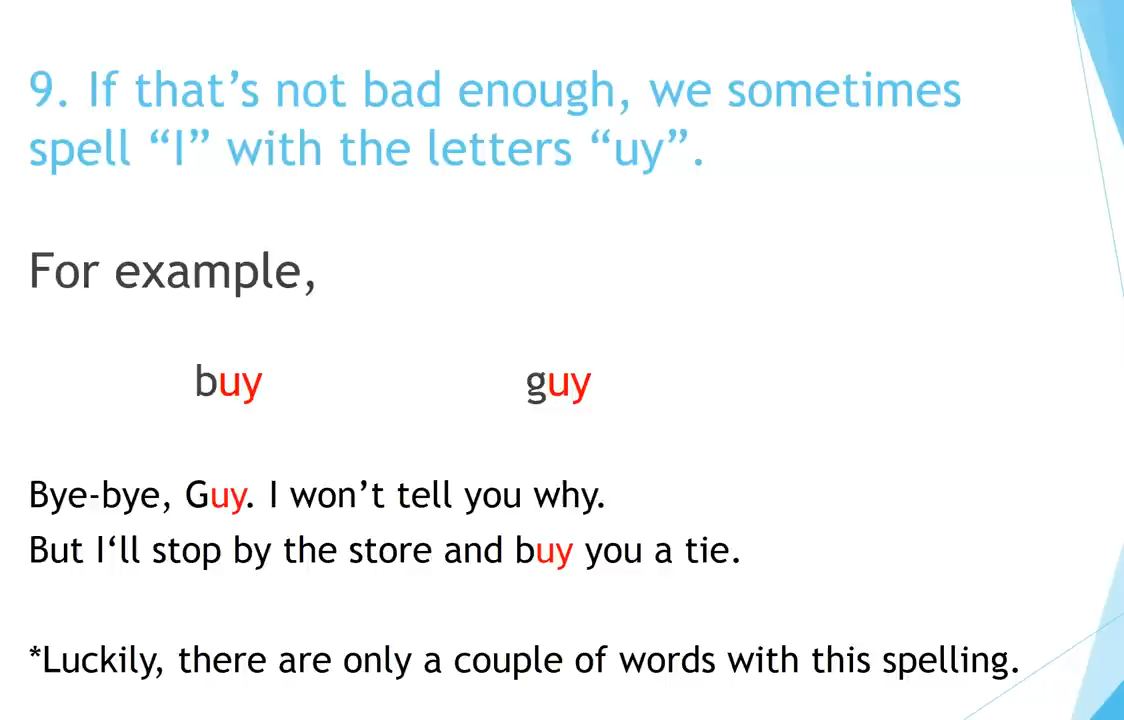 9. If that’s not bad enough, we sometimes
spell “I” with the letters “uy”.
For example,
buy guy
Bye-bye, Guy. I won’t tell you why.
But I‘ll stop by the store and buy you a tie.
*Luckily, there are only a couple of words with this spelling.